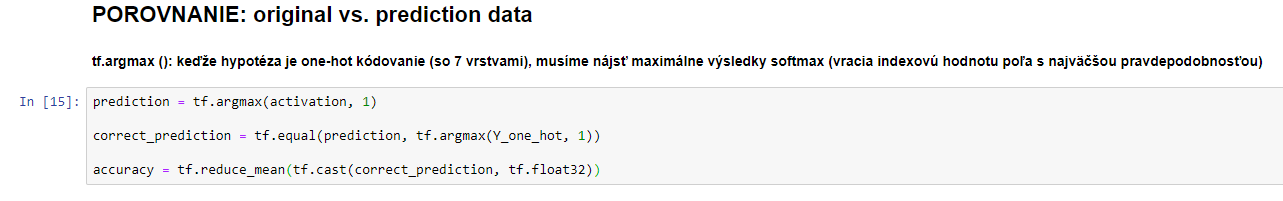 POROVNANIE: original vs. prediction data
tf.argmax (): keďže hypotéza je one-hot kódovanie (so 7 vrstvami), musíme nájsť maximálne výsledky softmax (vracia indexovú hodnotu poľa s najväčšou pravdepodobnosťou)
In [15]: prediction = tf.argmax(activation, 1)
correct_prediction = tf.equal(prediction, tf.argmax(Y_one_hot, 1))
accuracy = tf.reduce_mean(tf.cast(correct_prediction, tf.float32))